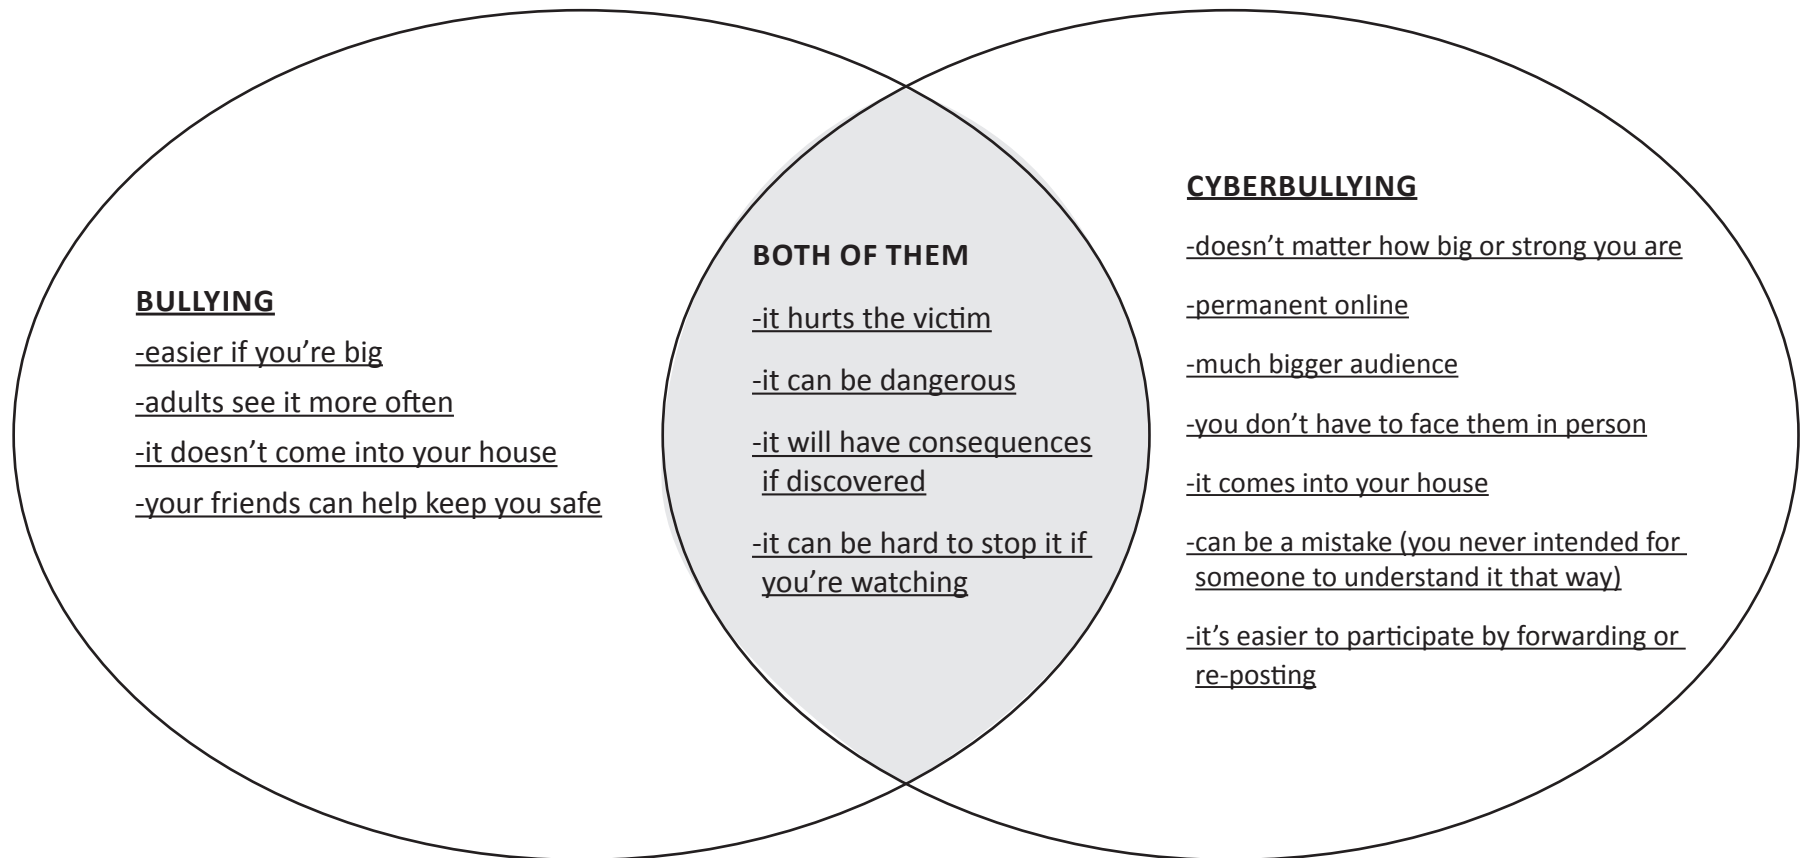 BULLYING
-easier if you’re big
-adults see it more often
-it doesn’t come into your house
-your friends can help keep you safe
BOTH OF THEM
-it hurts the victim
-it can be dangerous
-it will have consequences
if discovered
-it can be hard to stop it if
you’re watching
CYBERBULLYING
-doesn’t matter how big or strong you are
-permanent online
-much bigger audience
-you don’t have to face them in person
-it comes into your house
-can be a mistake (you never intended for
someone to understand it that way)
-it’s easier to participate by forwarding or
re-posting